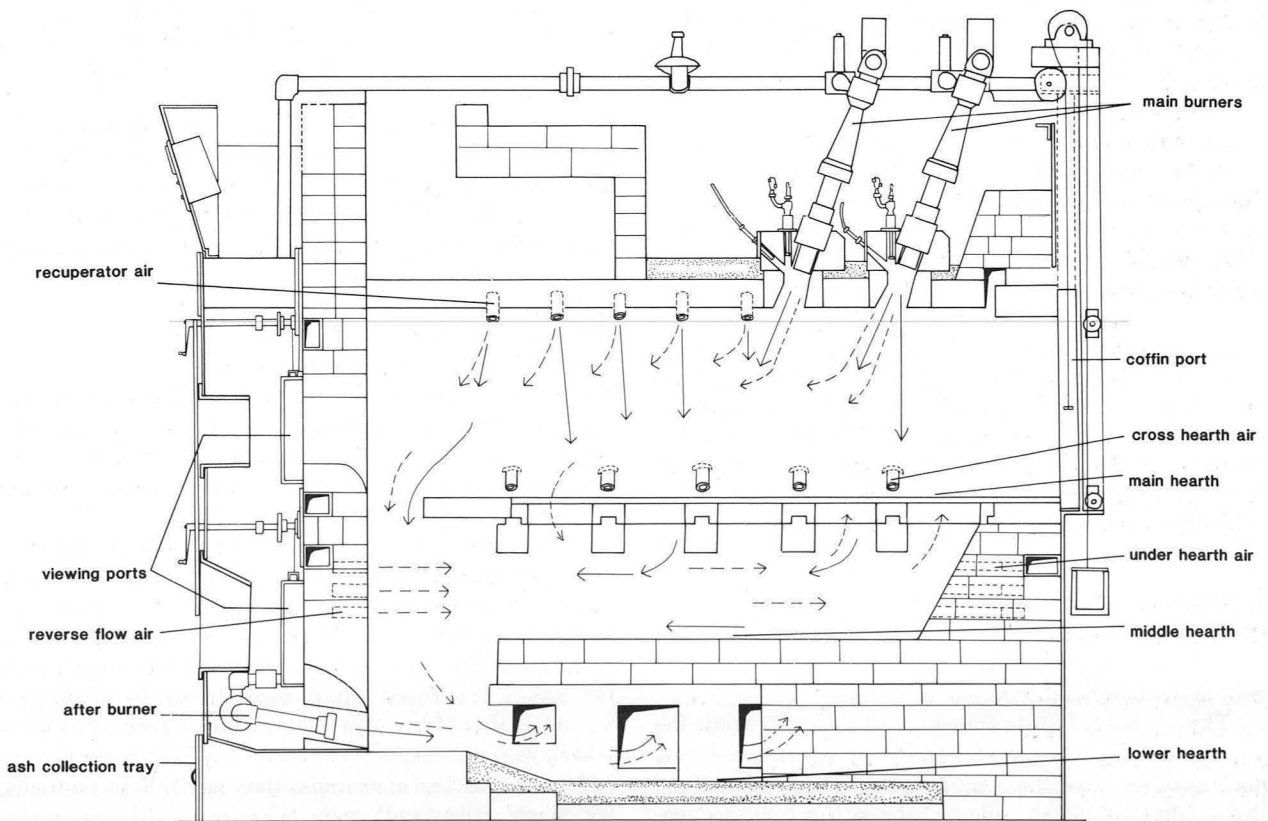 main burners
recuperator air
coffin port
cross hearth air
main hearth
under hearth air
viewing ports
reverse flow air
middle hearth
after burner
lower hearth
ash collection tray